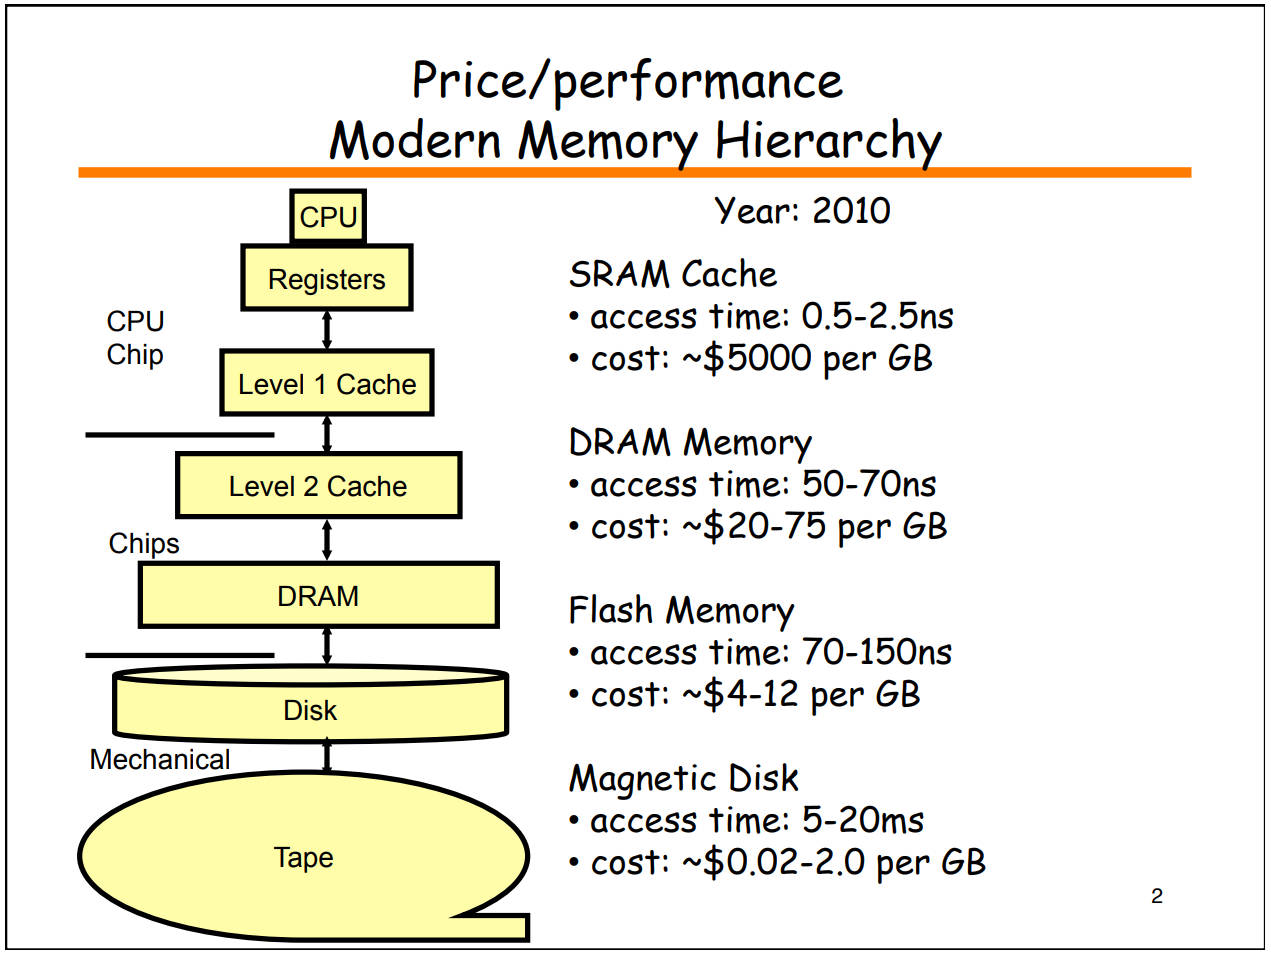 Price/performance
Modern Memory Hierarchy
CPU
Registers
CPU
Chip
Level 1 Cache
Level 2 Cache
Chips
DRAM
Disk
Mechanical
Tape
Year: 2010
SRAM Cache
• access time: 0.5-2.5ns
• cost: ~$5000 per GB
DRAM Memory
• access time: 50-70ns
• cost: ~$20-75 per GB
Flash Memory
• access time: 70-150ns
• cost: ~$4-12 per GB
Magnetic Disk
• access time: 5-20ms
• cost: ~$0.02-2.0 per GB
2